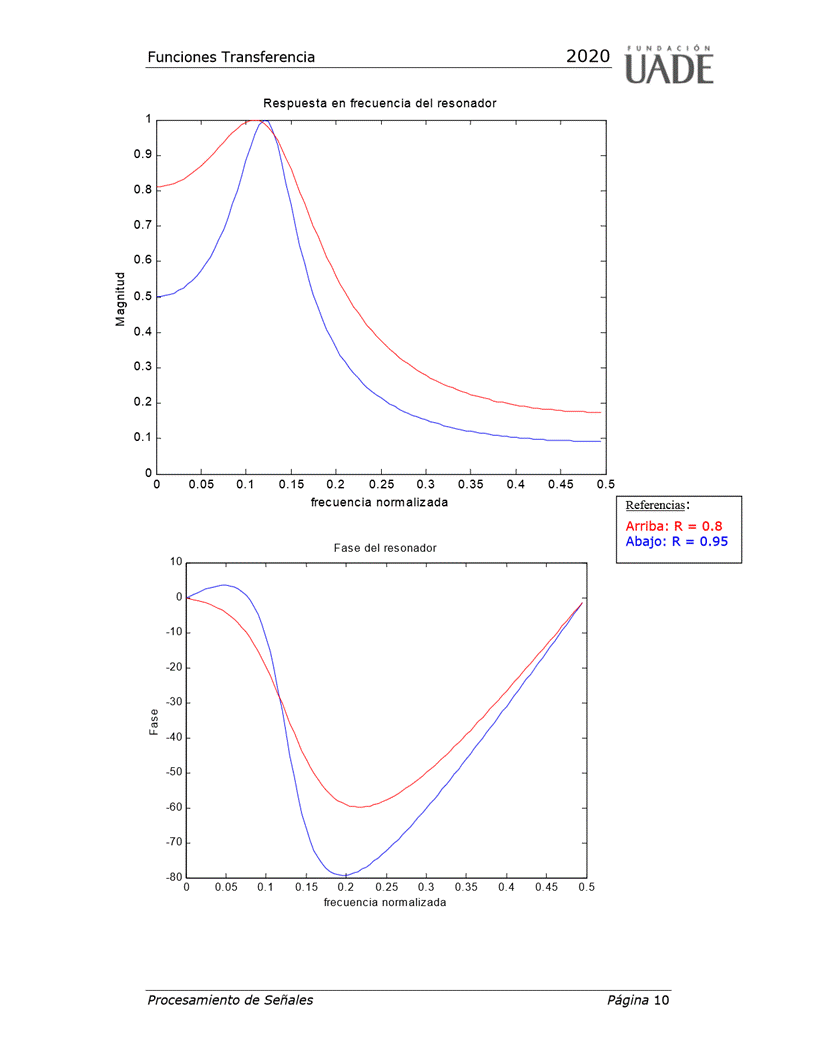 Funciones Transferencia
2020
FUNDACIÓN
UADE
Respuesta en frecuencia del resonador
1
0.9
0.8
0.7
0.6
0.5
0.4
0.3
0.2
0.1
0
Magnitud
0 0.05 0.1 0.15 0.2 0.25 0.3 0.35 0.4 0.45 0.5
frecuencia normalizada
Referencias:
Arriba: R = 0.8
Abajo: R = 0.95
Fase del resonador
10
0
-10
-20
-30
-40
-50
-60
-70
-80
Fase
0 0.05 0.1 0.15 0.2 0.25 0.3 0.35 0.4 0.45 0.5
frecuencia normalizada
Procesamiento de Señales
Página 10